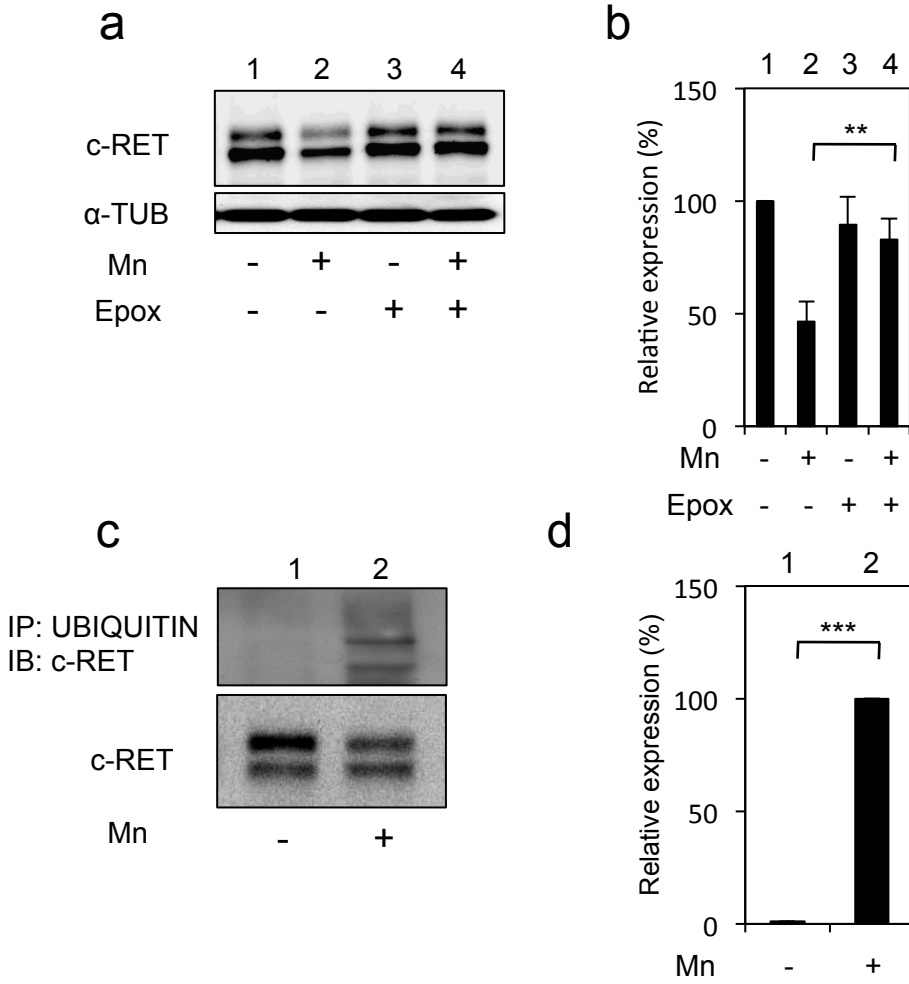 a
1 2 3 4
c-RET
α-TUB
Mn - + - +
Epox - - + +
b
1 2 3 4
Relative expression (%)
150
**
100
50
0
Mn - + - +
Epox - - + +
c
1 2
IP: UBIQUITIN
IB: c-RET
c-RET
Mn - +
d
1 2
Relative expression (%)
150
***
100
50
0
Mn - +